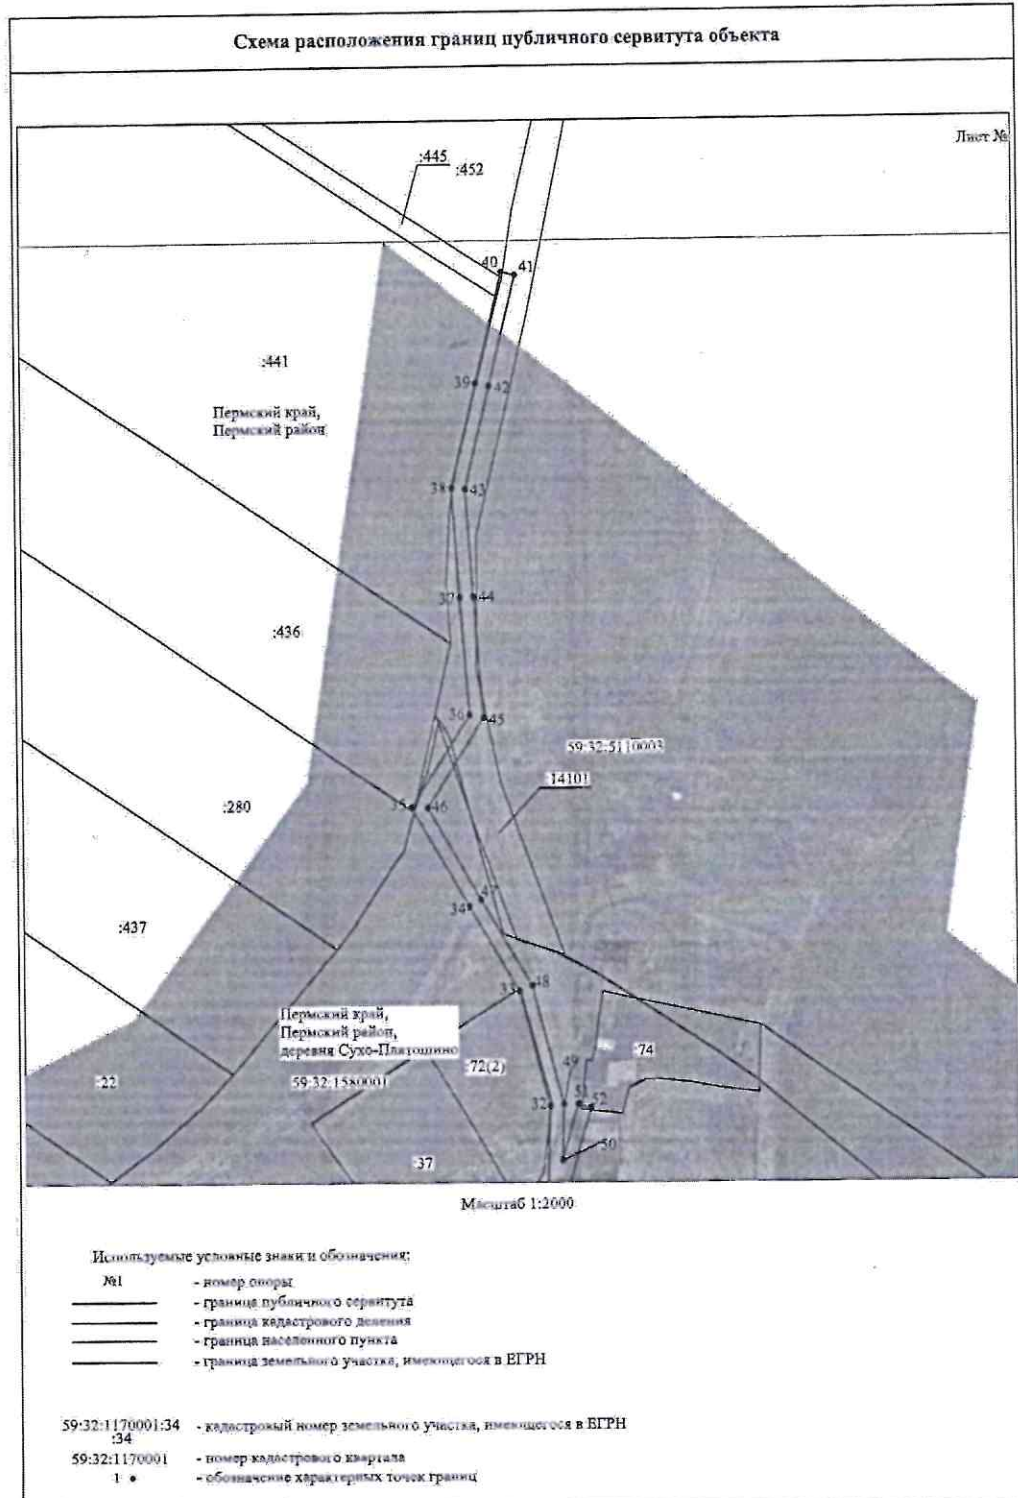 Схема расположения границ публичного сервитута объекта
Лист №
:445
:452
40
41
:441
39
42
Пермский край,
Пермский район
38
43
37
44
:436
36
45
59:32:5110003
:14101
:280
35
46
47
34
:437
48
33
Пермский край,
Пермский район,
деревня Сухо-Платошино
49
:74
:72(2)
:22
59:32:1580001
32
51
52
50
:37
Масштаб 1:2000
Используемые условные знаки и обозначения:
№1 - номер опоры
- граница публичного сервитута
- граница кадастрового деления
- граница населенного пункта
- граница земельного участка, имеющегося в ЕГРН
59:32:1170001:34 - кадастровый номер земельного участка, имеющегося в ЕГРН
:34
59:32:1170001 - номер кадастрового квартала
1 • - обозначение характерных точек границ